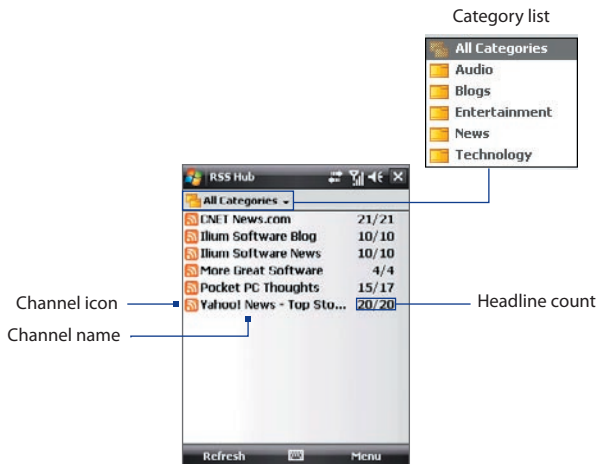 Category list
All Categories
Audio
Blogs
Entertainment
News
Technology
RSS Hub
All Categories
CNET News.com 21/21
Ilium Software Blog 10/10
Ilium Software News 10/10
More Great Software 4/4
Pocket PC Thoughts 15/17
Yahoo! News - Top Sto... 20/20
Channel icon
Headline count
Channel name
Refresh Menu